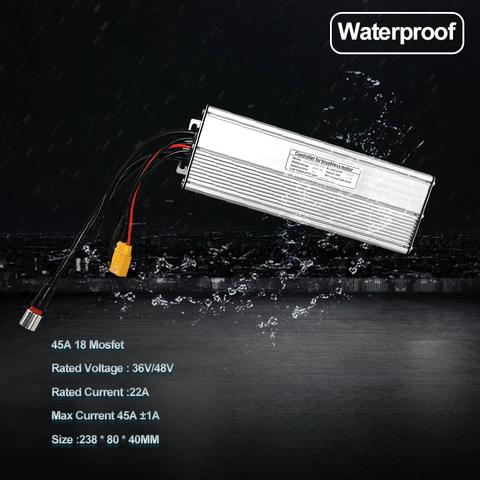 Waterproof
Controller for brushless motor
45A 18 Mosfet
Rated Voltage : 36V/48V
Rated Current :22A
Max Current 45A ±1A
Size :238 * 80 * 40MM